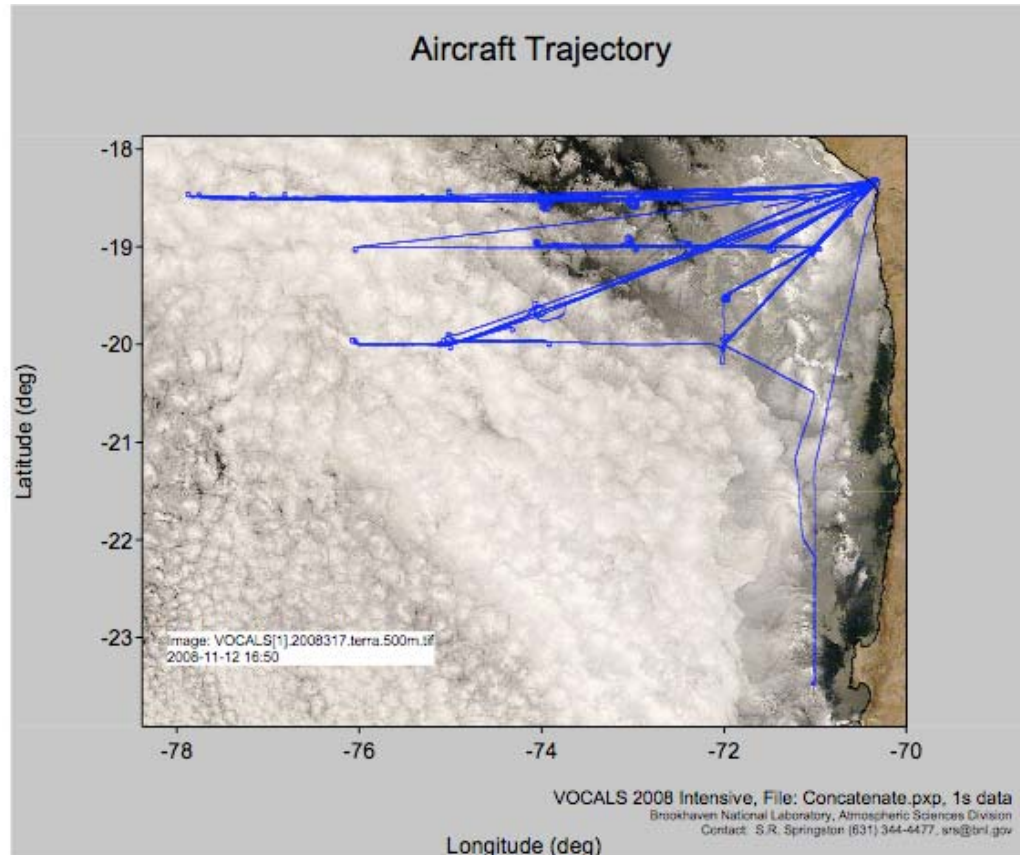 Aircraft Trajectory
-18
-19
-20
-21
-22
-23
Latitude (deg)
Image: VOCALS[1].2008317.terra.500m.tif
2008-11-12 16:50
-78
-76
-74
-72
-70
VOCALS 2008 Intensive, File: Concatenate.pxp, 1s data
Brookhaven National Laboratory, Atmospheric Sciences Division
Contact: S.R. Springston (631) 344-4477, srs@bnl.gov
Longitude (deg)